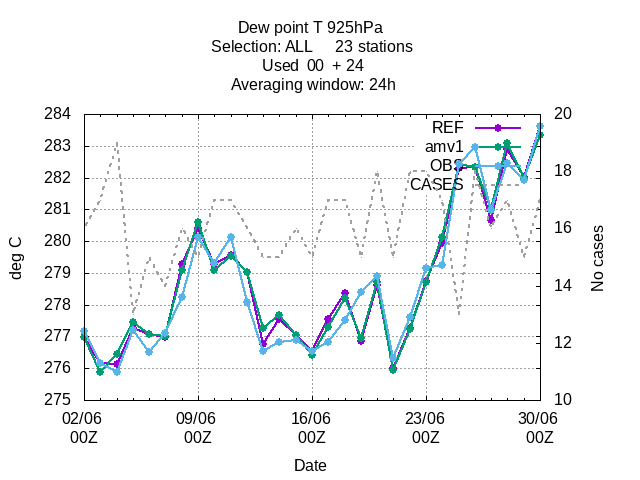 Dew point T 925hPa
Selection: ALL     23 stations
Used  00  + 24
Averaging window: 24h
284
283
282
281
280
279
278
277
276
275
20
18
16
14
12
10
REF
amv1
OBS
CASES
deg C
No cases
02/06 09/06 16/06 23/06 30/06
00Z 00Z 00Z 00Z 00Z
Date